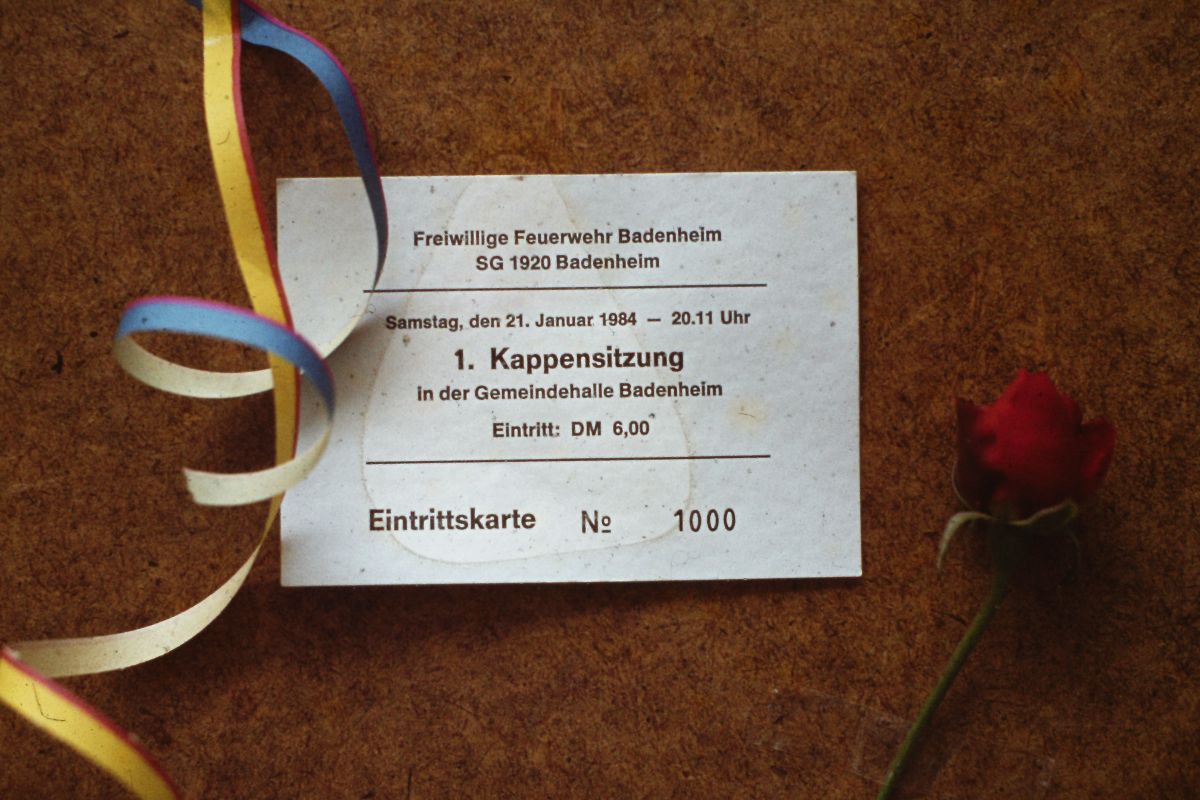 Freiwillige Feuerwehr Badenheim
SG 1920 Badenheim
Samstag, den 21. Januar 1984 — 20.11 Uhr
1. Kappensitzung
in der Gemeindehalle Badenheim
Eintritt: DM 6,00
Eintrittskarte № 1000